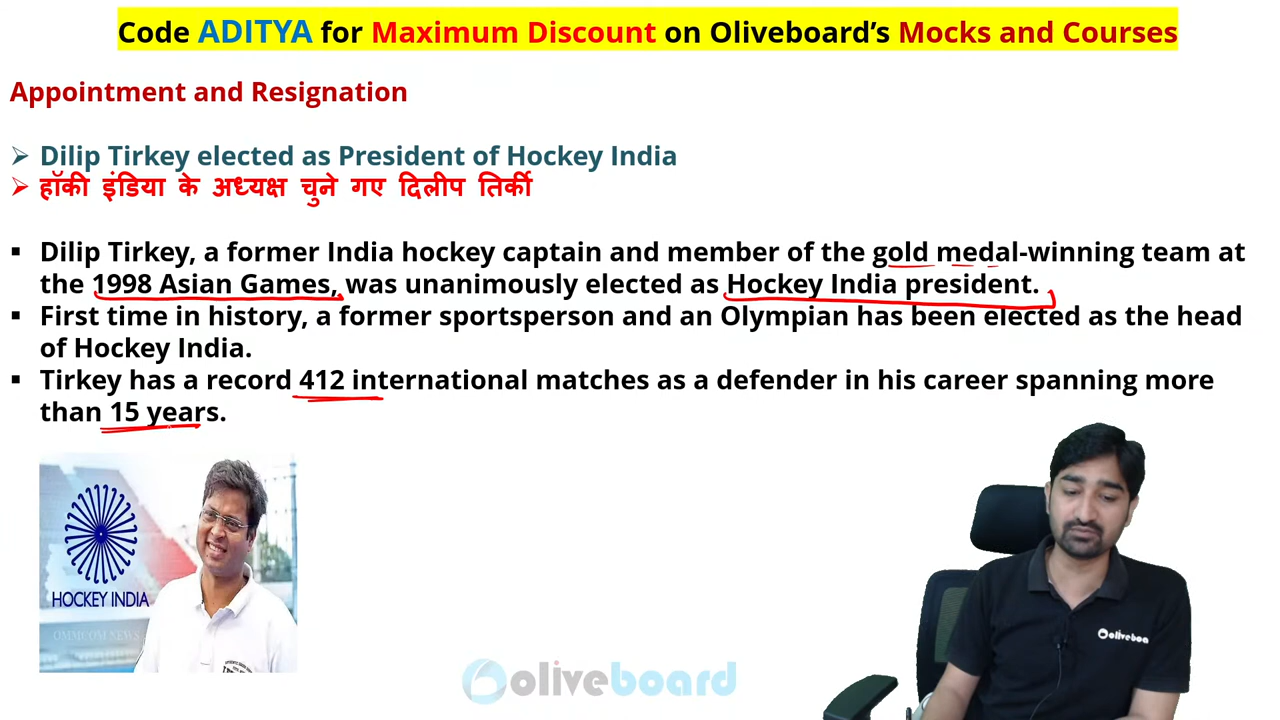 Code ADITYA for Maximum Discount on Oliveboard’s Mocks and Courses
Appointment and Resignation
➢ Dilip Tirkey elected as President of Hockey India
➢ हॉकी इंडिया के अध्यक्ष चुने गए दिलीप तिर्की
▪ Dilip Tirkey, a former India hockey captain and member of the gold medal-winning team at
the 1998 Asian Games, was unanimously elected as Hockey India president.
▪ First time in history, a former sportsperson and an Olympian has been elected as the head
of Hockey India.
▪ Tirkey has a record 412 international matches as a defender in his career spanning more
than 15 years.
HOCKEY INDIA
OMMCOM NEWS
oliveboa
oliveboard